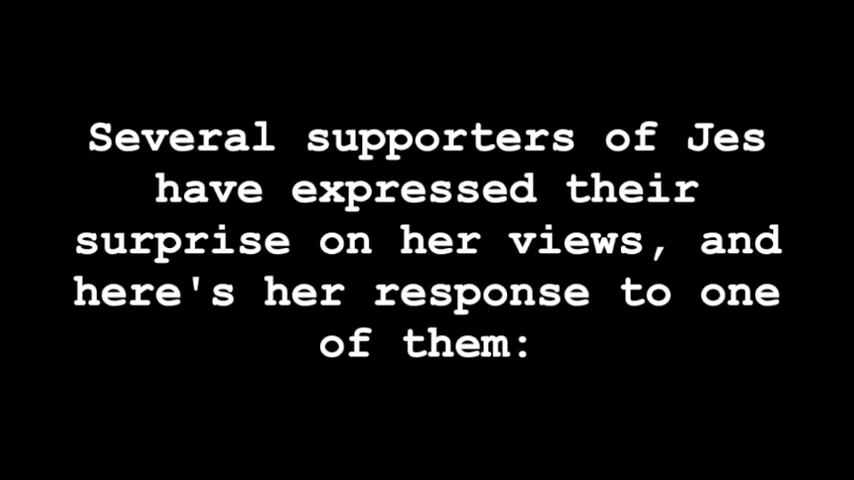 Several supporters of Jes
have expressed their
surprise on her views, and
here's her response to one
of them: